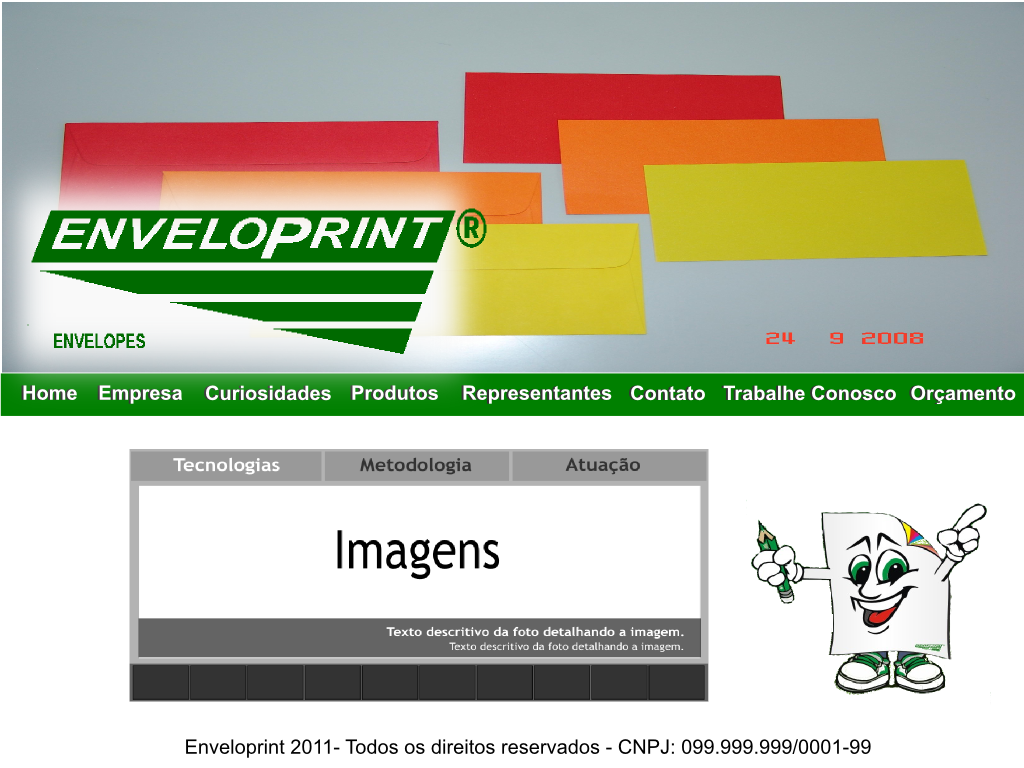 ENVELOPRINT®
ENVELOPES
24 9 2008
Home Empresa Curiosidades Produtos Representantes Contato Trabalhe Conosco Orçamento
Tecnologias Metodologia Atuação
Imagens
Texto descritivo da foto detalhando a imagem.
Texto descritivo da foto detalhando a imagem.
Enveloprint 2011- Todos os direitos reservados - CNPJ: 099.999.999/0001-99